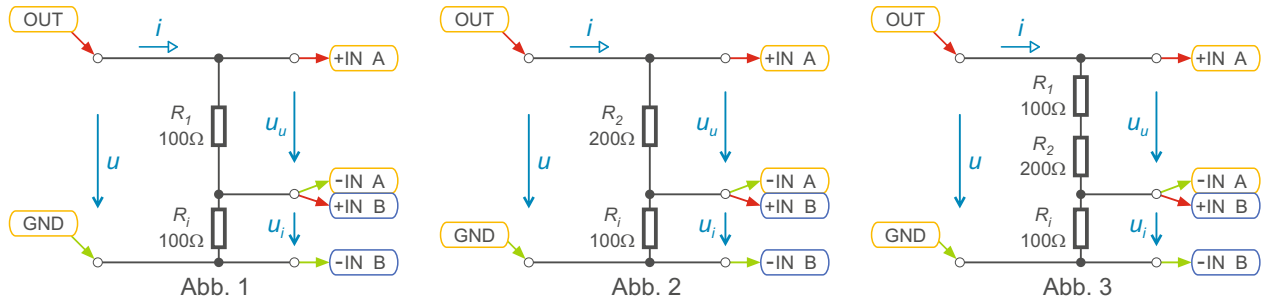 OUT
i
+IN A
R1
100Ω
uu
u
-IN A
+IN B
GND
Ri
100Ω
ui
-IN B
Abb. 1
OUT
i
+IN A
R2
200Ω
uu
u
-IN A
+IN B
GND
Ri
100Ω
ui
-IN B
Abb. 2
OUT
i
+IN A
R1
100Ω
uu
R2
200Ω
u
-IN A
+IN B
GND
Ri
100Ω
ui
-IN B
Abb. 3